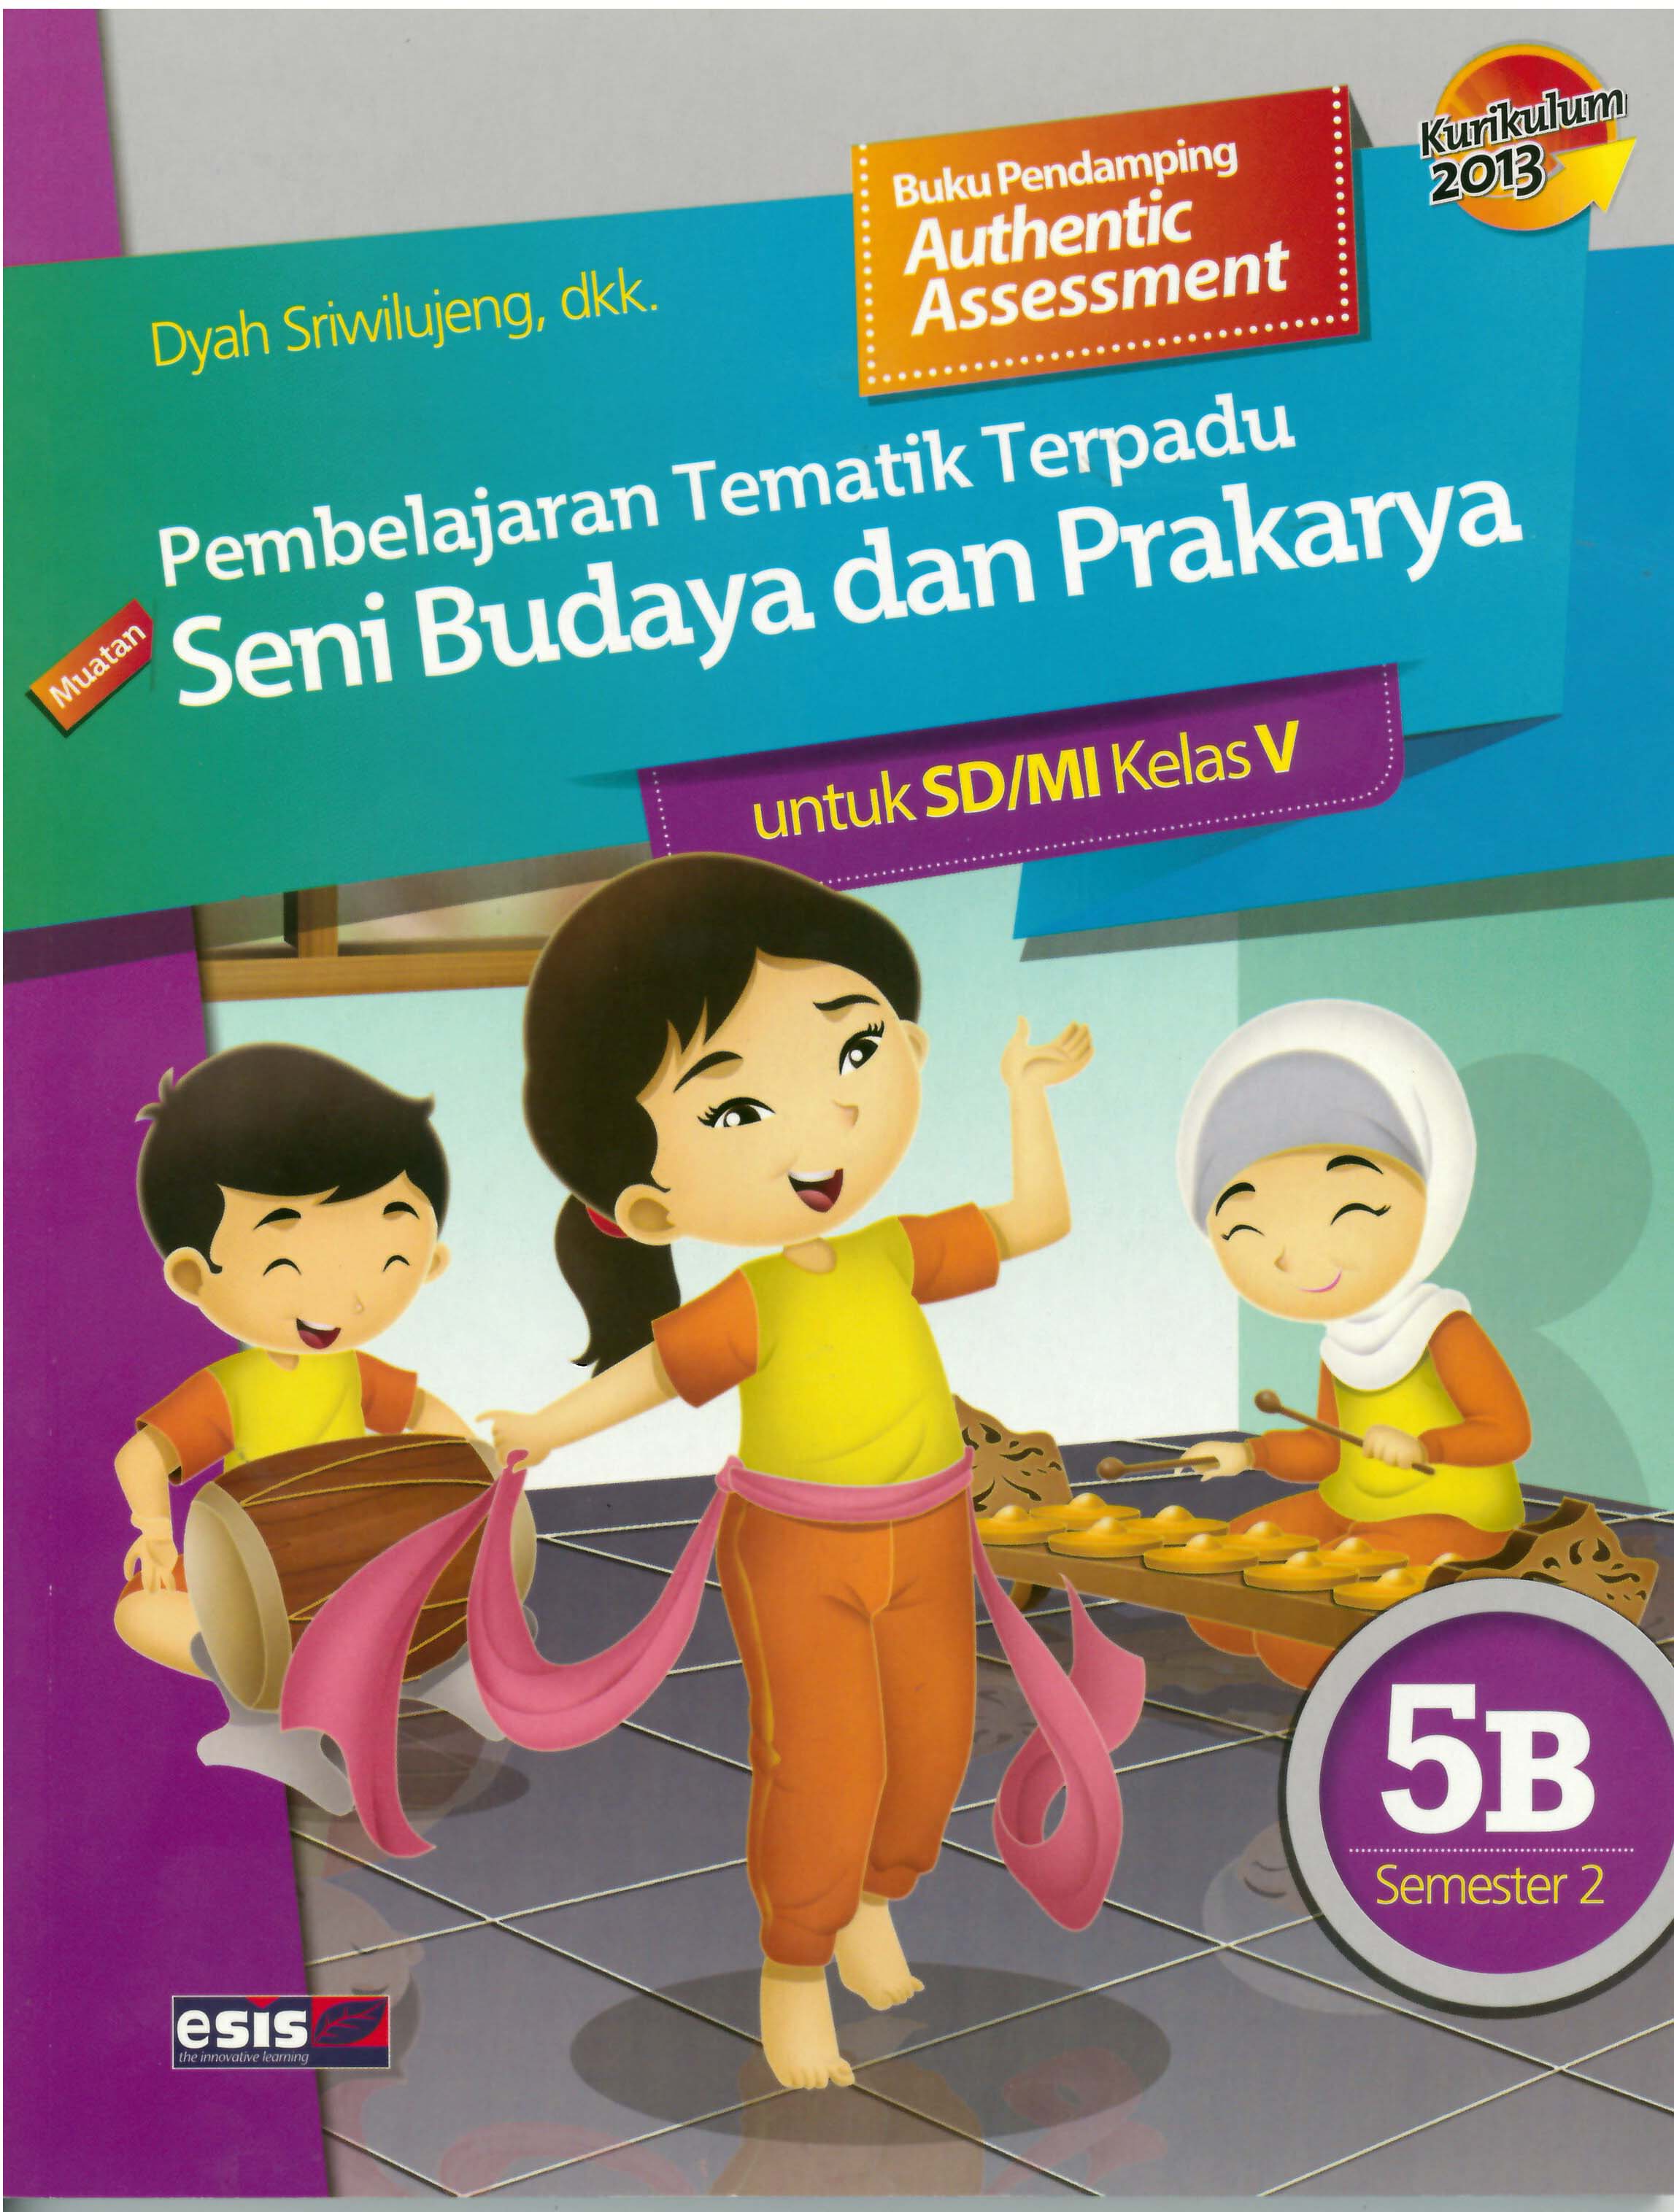 Kurikulum
2013
Buku Pendamping
Authentic
Assessment
Dyah Sriwilujeng, dkk.
Pembelajaran Tematik Terpadu
Muatan
Seni Budaya dan Prakarya
untuk SD/MI Kelas V
5B
Semester 2
esis
the innovative learning